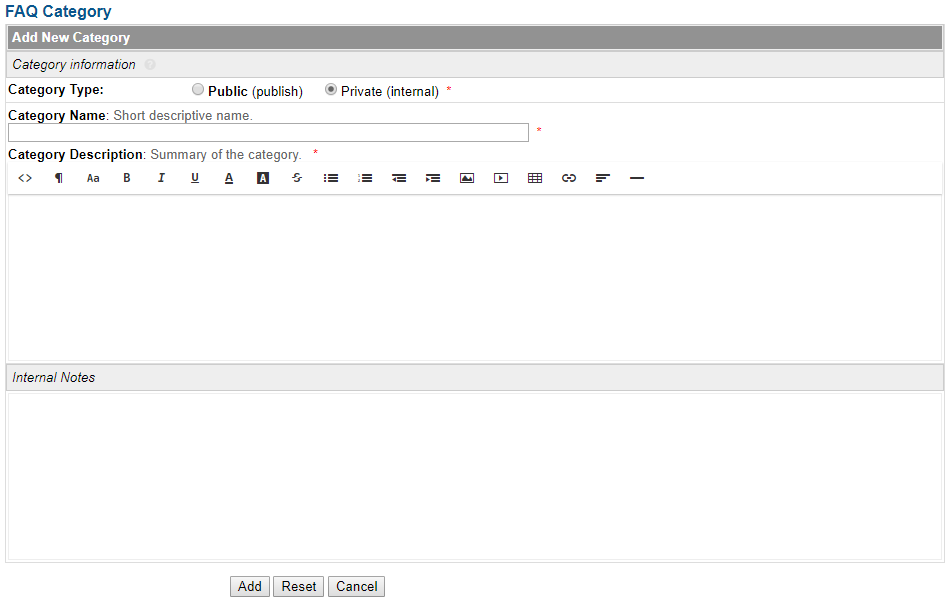 FAQ Category
Add New Category
Category information ?
Category Type: Public (publish) Private (internal) *
Category Name: Short descriptive name.
*
Category Description: Summary of the category. *
<> ¶ Aa B I U A A S
Internal Notes
Add Reset Cancel